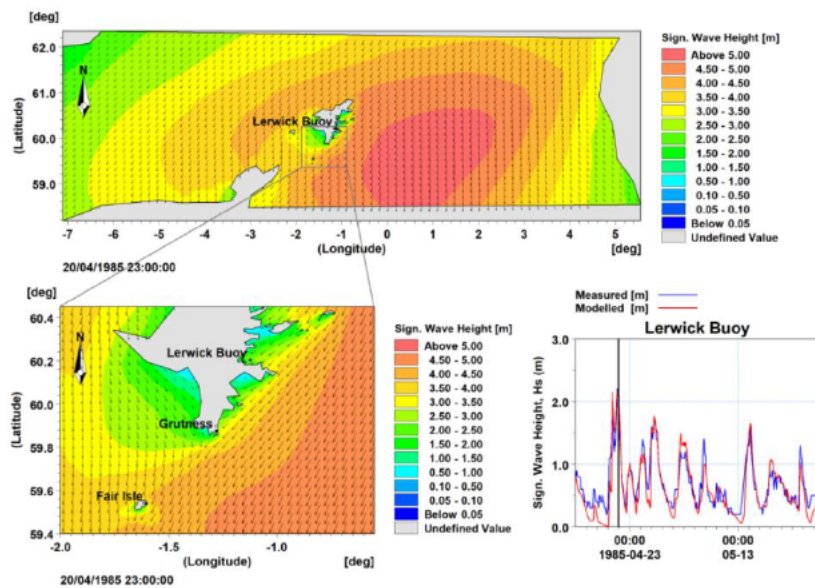 [deg]
62.0
61.0
60.0
59.0
(Latitude)
N
Lerwick Buoy
-7 -6 -5 -4 -3 -2 -1 0 1 2 3 4 5
(Longitude)
[deg]
20/04/1985 23:00:00
Sign. Wave Height [m]
Above 5.00
4.50 - 5.00
4.00 - 4.50
3.50 - 4.00
3.00 - 3.50
2.50 - 3.00
2.00 - 2.50
1.50 - 2.00
1.00 - 1.50
0.50 - 1.00
0.10 - 0.50
0.05 - 0.10
Below 0.05
Undefined Value
[deg]
60.4
60.2
60.0
59.8
59.6
59.4
(Latitude)
N
Lerwick Buoy
Grutness
Fair Isle
-2.0 -1.5 -1.0
(Longitude)
[deg]
20/04/1985 23:00:00
Sign. Wave Height [m]
Above 5.00
4.50 - 5.00
4.00 - 4.50
3.50 - 4.00
3.00 - 3.50
2.50 - 3.00
2.00 - 2.50
1.50 - 2.00
1.00 - 1.50
0.50 - 1.00
0.10 - 0.50
0.05 - 0.10
Below 0.05
Undefined Value
Measured [m]
Modelled [m]
Lerwick Buoy
3.0
2.0
1.0
0.0
Sign. Wave Height, Hs (m)
00:00 00:00
1985-04-23 05-13